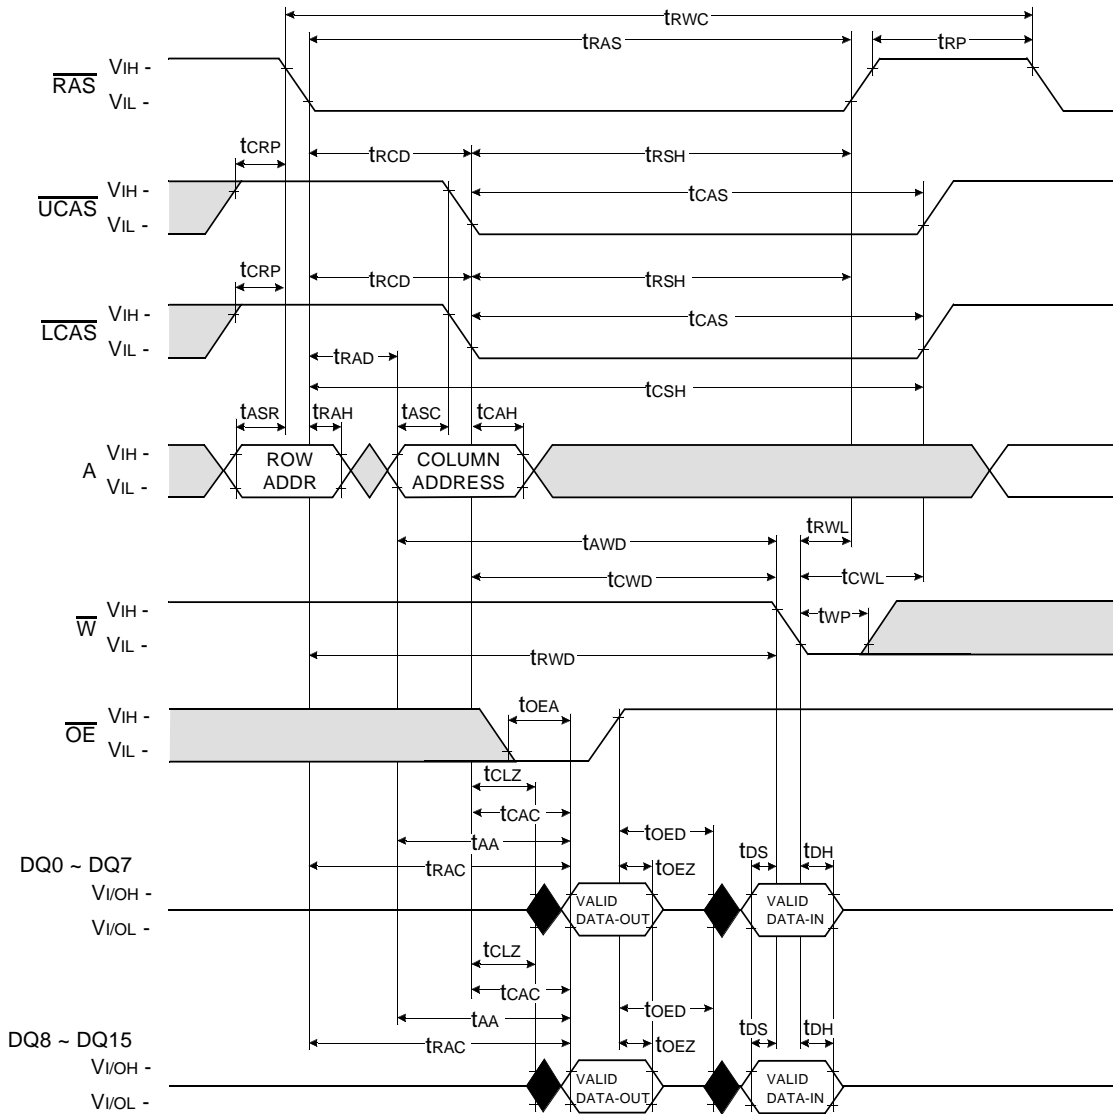 tRWC
tRAS
tRP
RAS
VIH -
VIL -
tCRP
tRCD
tRSH
UCAS
VIH -
VIL -
tCAS
tCRP
tRCD
tRSH
LCAS
VIH -
VIL -
tCAS
tRAD
tCSH
tASR
tRAH
tASC
tCAH
A
VIH -
VIL -
ROW
ADDR
COLUMN
ADDRESS
tRWL
tAWD
tCWD
tCWL
W
VIH -
VIL -
tWP
tRWD
OE
VIH -
VIL -
tOEA
tCLZ
tCAC
tOED
tAA
DQ0 ~ DQ7
tRAC
tOEZ
tDS
tDH
VI/OH -
VI/OL -
VALID
DATA-OUT
VALID
DATA-IN
tCLZ
tCAC
tOED
tAA
DQ8 ~ DQ15
tRAC
tOEZ
tDS
tDH
VI/OH -
VI/OL -
VALID
DATA-OUT
VALID
DATA-IN